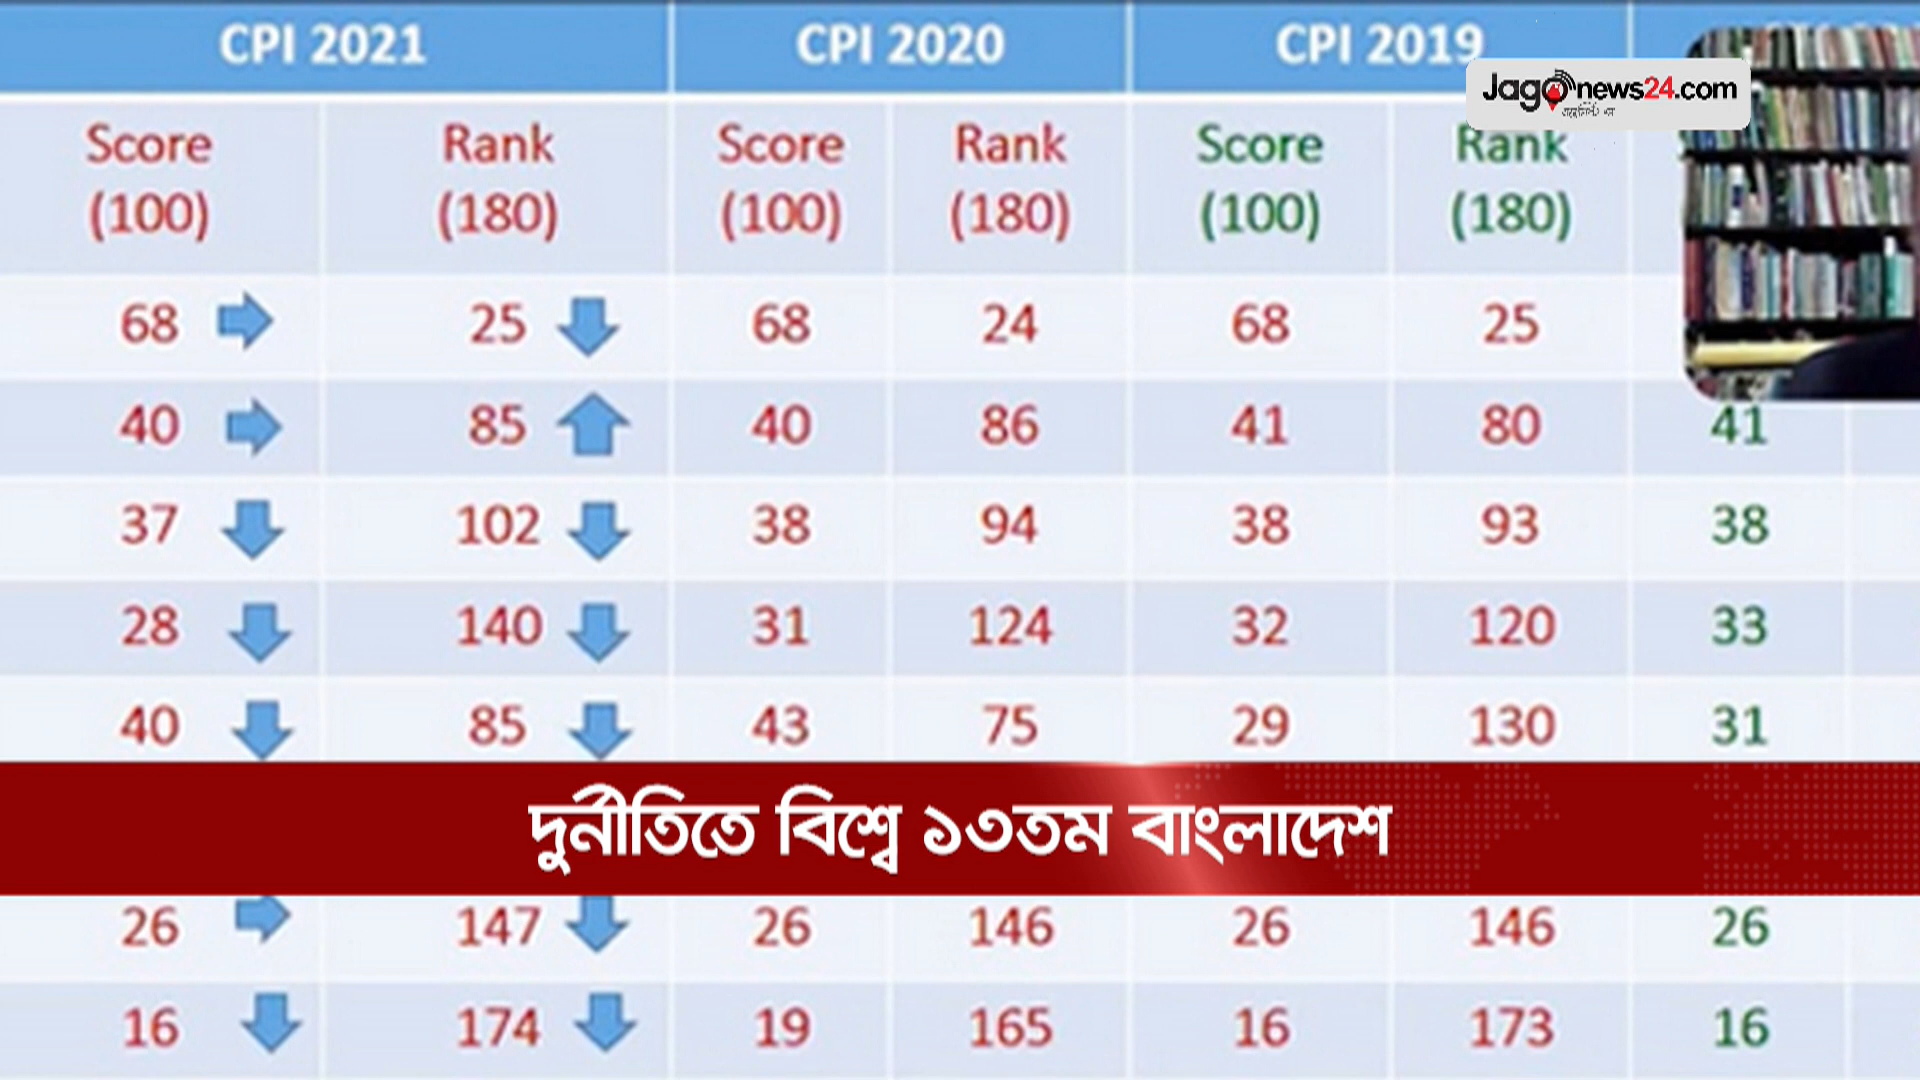 CPI 2021 CPI 2020 CPI 2019
Jagonews24.com
Score Rank Score Rank Score Rank
(100) (180) (100) (180) (100) (180)
68 25 68 24 68 25
40 85 40 86 41 80 41
37 102 38 94 38 93 38
28 140 31 124 32 120 33
40 85 43 75 29 130 31
দুর্নীতিতে বিশ্বে ১৩তম বাংলাদেশ
26 147 26 146 26 146 26
16 174 19 165 16 173 16